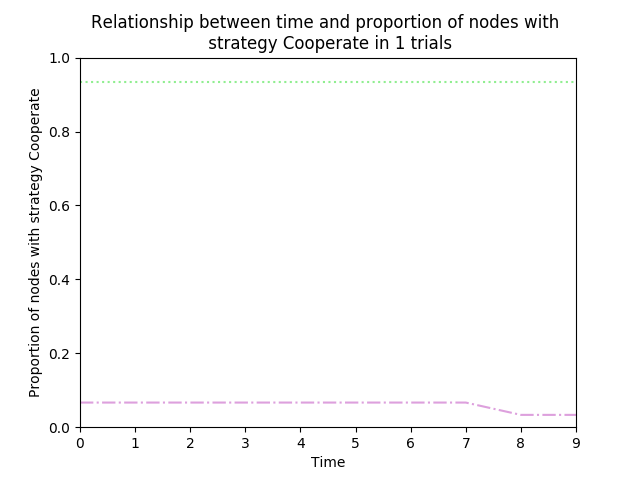 Relationship between time and proportion of nodes with
strategy Cooperate in 1 trials
Proportion of nodes with strategy Cooperate
1.0
0.8
0.6
0.4
0.2
0.0
0 1 2 3 4 5 6 7 8 9
Time